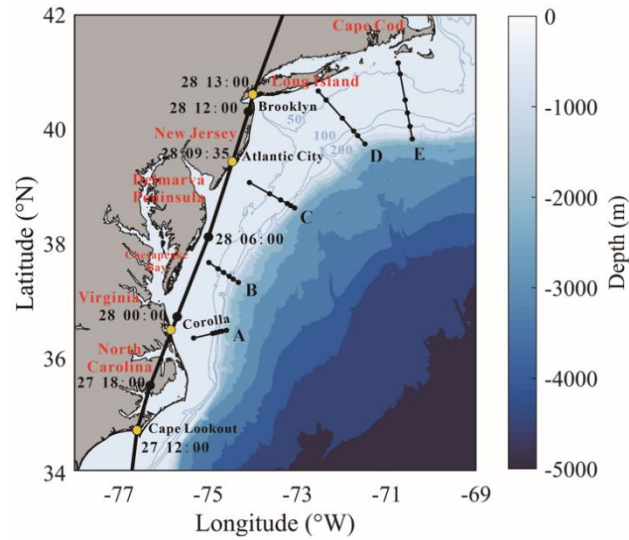 42
40
38
36
34
Latitude (°N)
-77
-75
-73
-71
-69
Longitude (°W)
Cape Cod
28 13:00
Long Island
28 12:00
Brooklyn
50
New Jersey
100
200
28 09:35
Atlantic City
D
E
Delmarva
Peninsula
C
28 06:00
Chesapeake
Bay
B
Virginia
28 00:00
Corolla
A
North
Carolina
27 18:00
Cape Lookout
27 12:00
0
-1000
-2000
-3000
-4000
-5000
Depth (m)